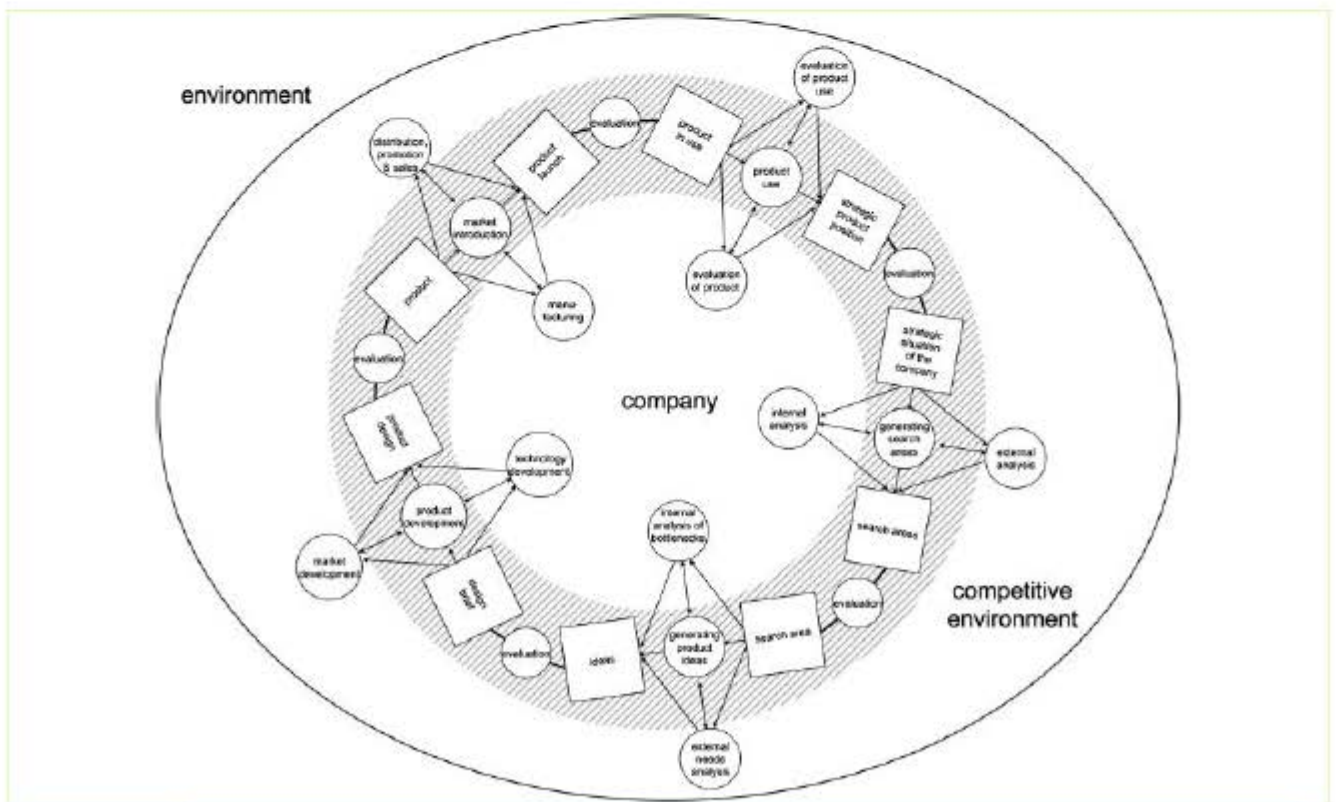 environment
evaluation
of product
use
evaluation
product
in use
distribution,
promotion
& sales
product
launch
product
use
strategic
product
position
market
introduction
evaluation
evaluation
of product
product
manu-
facturing
strategic
situation
of the
company
evaluation
company
internal
analysis
generating
search
areas
external
analysis
product
design
technology
development
product
development
internal
analysis of
bottlenecks
search areas
market
development
design
brief
competitive
environment
evaluation
generating
product
ideas
search area
evaluation
ideas
external
needs
analysis